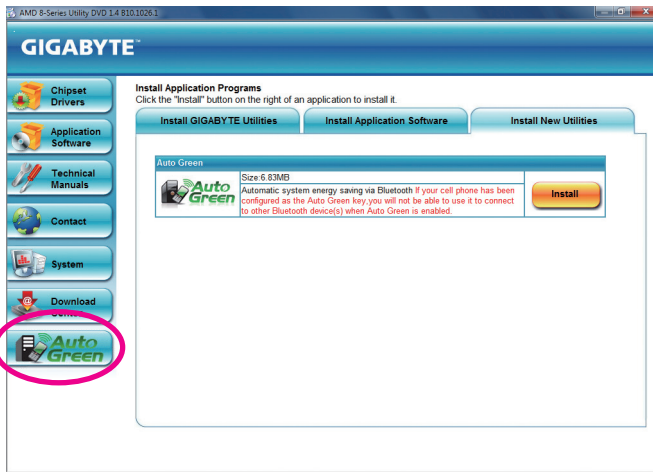 AMD 8-Series Utility DVD 1.4 B10.1026.1
GIGABYTE™
Chipset
Drivers
Application
Software
Technical
Manuals
Contact
System
Download
Center
Auto
Green
Install Application Programs
Click the "Install" button on the right of an application to install it.
Install GIGABYTE Utilities
Install Application Software
Install New Utilities
Auto Green
Auto
Green
Size:6.83MB
Automatic system energy saving via Bluetooth If your cell phone has been
configured as the Auto Green key,you will not be able to use it to connect
to other Bluetooth device(s) when Auto Green is enabled.
Install